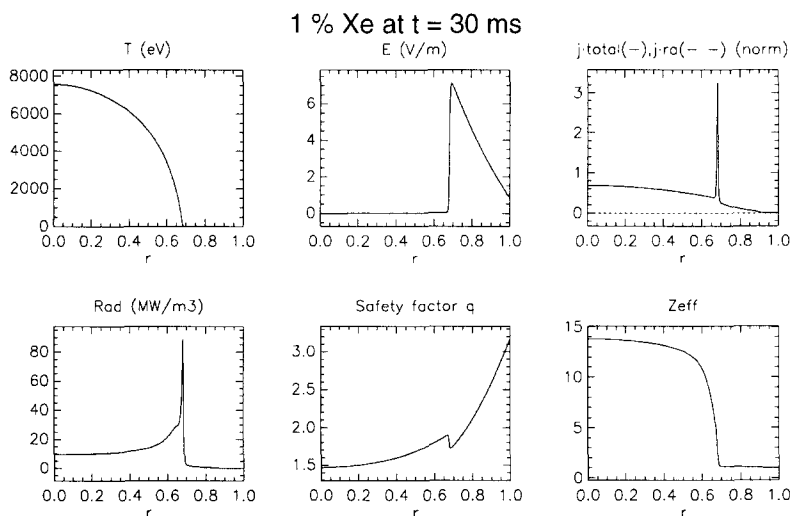 1 % Xe at t = 30 ms
T (eV)
8000
6000
4000
2000
0
0.0 0.2 0.4 0.6 0.8 1.0
r
E (V/m)
6
4
2
0
0.0 0.2 0.4 0.6 0.8 1.0
r
j-total(—),j-ra(- -) (norm)
3
2
1
0
0.0 0.2 0.4 0.6 0.8 1.0
r
Rad (MW/m3)
80
60
40
20
0
0.0 0.2 0.4 0.6 0.8 1.0
r
Safety factor q
3.0
2.5
2.0
1.5
0.0 0.2 0.4 0.6 0.8 1.0
r
Zeff
15
10
5
0
0.0 0.2 0.4 0.6 0.8 1.0
r